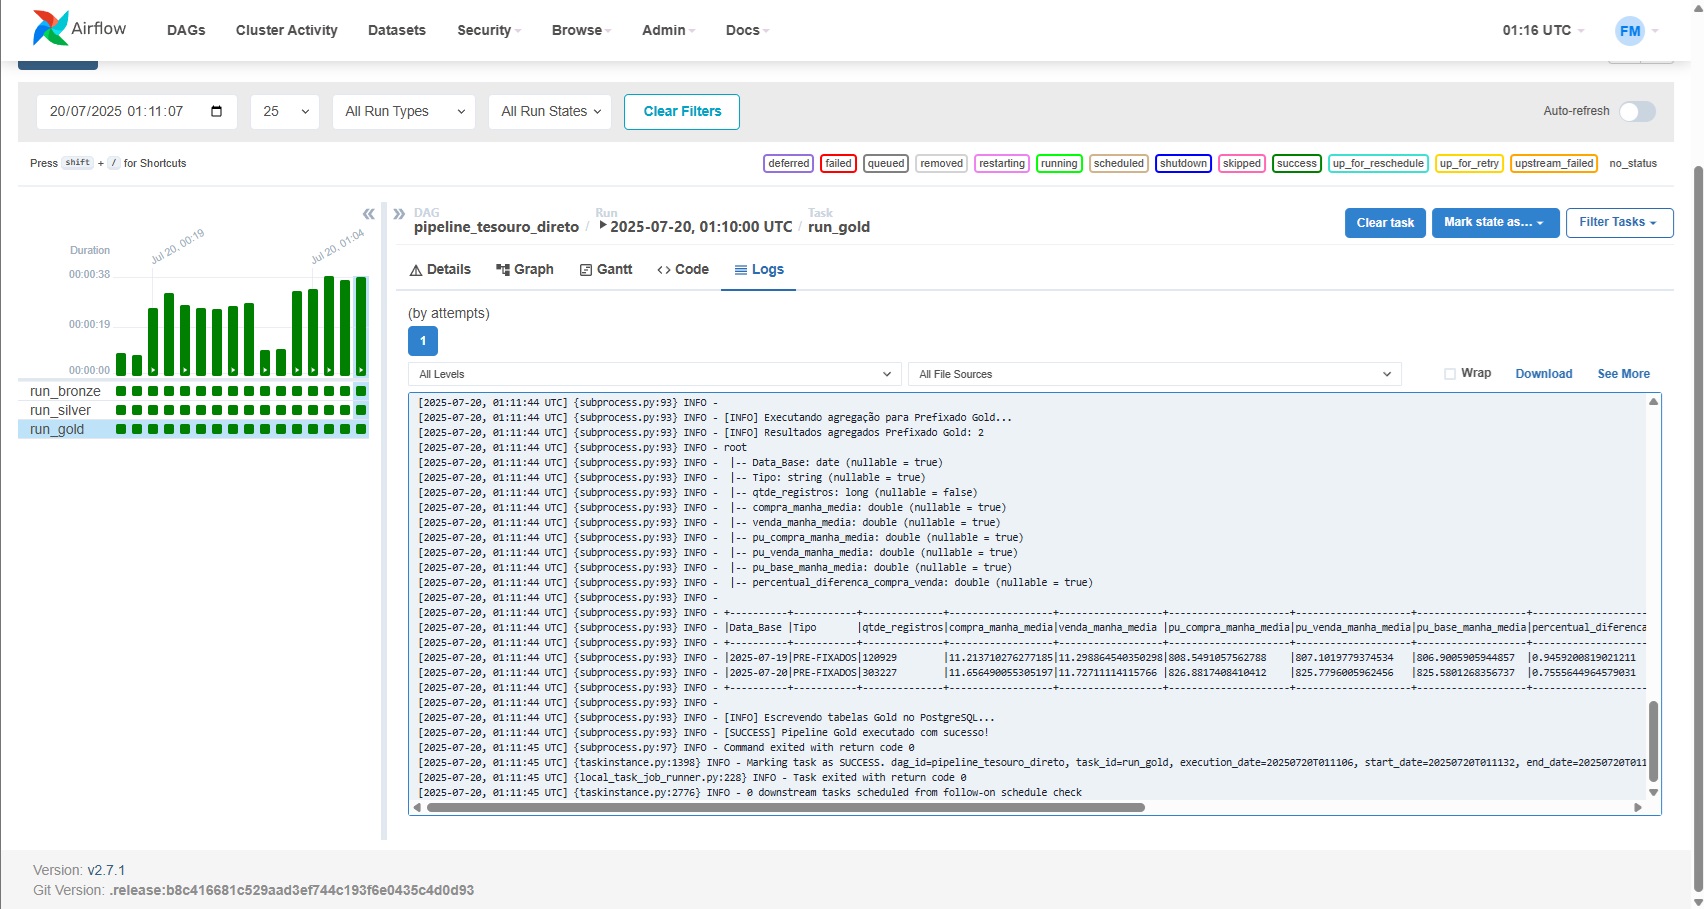 Airflow
DAGs Cluster Activity Datasets Security Browse Admin Docs 01:16 UTC FM
20/07/2025 01:11:07 25 All Run Types All Run States Clear Filters Auto-refresh
Press shift + / for Shortcuts
deferred failed queued removed restarting running scheduled shutdown skipped success up_for_reschedule up_for_retry upstream_failed no_status
DAG Run Task
pipeline_tesouro_direto / 2025-07-20, 01:10:00 UTC / run_gold
Clear task Mark state as... Filter Tasks
Duration
Jul 20, 00:19 Jul 20, 01:04
00:00:38
00:00:19
00:00:00
run_bronze
run_silver
run_gold
Details Graph Gantt Code Logs
(by attempts)
1
All Levels All File Sources Wrap Download See More
[2025-07-20, 01:11:44 UTC] {subprocess.py:93} INFO -
[2025-07-20, 01:11:44 UTC] {subprocess.py:93} INFO - [INFO] Executando agregação para Prefixado Gold...
[2025-07-20, 01:11:44 UTC] {subprocess.py:93} INFO - [INFO] Resultados agregados Prefixado Gold: 2
[2025-07-20, 01:11:44 UTC] {subprocess.py:93} INFO - root
[2025-07-20, 01:11:44 UTC] {subprocess.py:93} INFO -  |-- Data_Base: date (nullable = true)
[2025-07-20, 01:11:44 UTC] {subprocess.py:93} INFO -  |-- Tipo: string (nullable = true)
[2025-07-20, 01:11:44 UTC] {subprocess.py:93} INFO -  |-- qtde_registros: long (nullable = false)
[2025-07-20, 01:11:44 UTC] {subprocess.py:93} INFO -  |-- compra_manha_media: double (nullable = true)
[2025-07-20, 01:11:44 UTC] {subprocess.py:93} INFO -  |-- venda_manha_media: double (nullable = true)
[2025-07-20, 01:11:44 UTC] {subprocess.py:93} INFO -  |-- pu_compra_manha_media: double (nullable = true)
[2025-07-20, 01:11:44 UTC] {subprocess.py:93} INFO -  |-- pu_venda_manha_media: double (nullable = true)
[2025-07-20, 01:11:44 UTC] {subprocess.py:93} INFO -  |-- pu_base_manha_media: double (nullable = true)
[2025-07-20, 01:11:44 UTC] {subprocess.py:93} INFO -  |-- percentual_diferenca_compra_venda: double (nullable = true)
[2025-07-20, 01:11:44 UTC] {subprocess.py:93} INFO -
[2025-07-20, 01:11:44 UTC] {subprocess.py:93} INFO - +----------+-----------+--------------+------------------+------------------+---------------------+--------------------+-------------------+--------------------
[2025-07-20, 01:11:44 UTC] {subprocess.py:93} INFO - |Data_Base |Tipo       |qtde_registros|compra_manha_media|venda_manha_media |pu_compra_manha_media|pu_venda_manha_media|pu_base_manha_media|percentual_diferenca
[2025-07-20, 01:11:44 UTC] {subprocess.py:93} INFO - +----------+-----------+--------------+------------------+------------------+---------------------+--------------------+-------------------+--------------------
[2025-07-20, 01:11:44 UTC] {subprocess.py:93} INFO - |2025-07-19|PRE-FIXADOS|120929        |11.213710276277185|11.298864540350298|808.5491057562788    |807.1019779374534   |806.9005905944857  |0.9459200819021211
[2025-07-20, 01:11:44 UTC] {subprocess.py:93} INFO - |2025-07-20|PRE-FIXADOS|303227        |11.656490055305197|11.72711114115766 |826.8817408410412    |825.7796005962456   |825.5801268356737  |0.7555644964579031
[2025-07-20, 01:11:44 UTC] {subprocess.py:93} INFO - +----------+-----------+--------------+------------------+------------------+---------------------+--------------------+-------------------+--------------------
[2025-07-20, 01:11:44 UTC] {subprocess.py:93} INFO -
[2025-07-20, 01:11:44 UTC] {subprocess.py:93} INFO - [INFO] Escrevendo tabelas Gold no PostgreSQL...
[2025-07-20, 01:11:44 UTC] {subprocess.py:93} INFO - [SUCCESS] Pipeline Gold executado com sucesso!
[2025-07-20, 01:11:45 UTC] {subprocess.py:97} INFO - Command exited with return code 0
[2025-07-20, 01:11:45 UTC] {taskinstance.py:1398} INFO - Marking task as SUCCESS. dag_id=pipeline_tesouro_direto, task_id=run_gold, execution_date=20250720T011106, start_date=20250720T011132, end_date=20250720T011
[2025-07-20, 01:11:45 UTC] {local_task_job_runner.py:228} INFO - Task exited with return code 0
[2025-07-20, 01:11:45 UTC] {taskinstance.py:2776} INFO - 0 downstream tasks scheduled from follow-on schedule check
Version: v2.7.1
Git Version: .release:b8c416681c529aad3ef744c193f6e0435c4d0d93